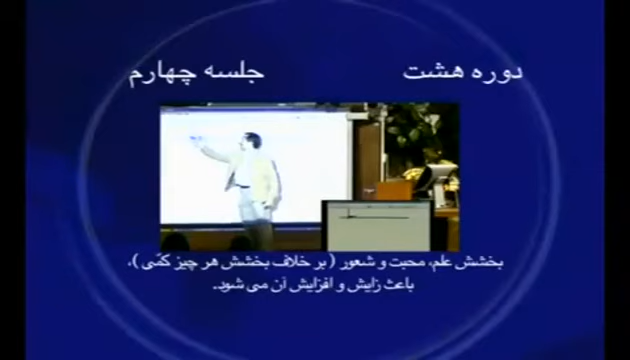 دوره هشت
جلسه چهارم
بخشش علم، محبت و شعور (بر خلاف بخشش هر چیز کمّی)،
باعث زایش و افزایش آن می شود.